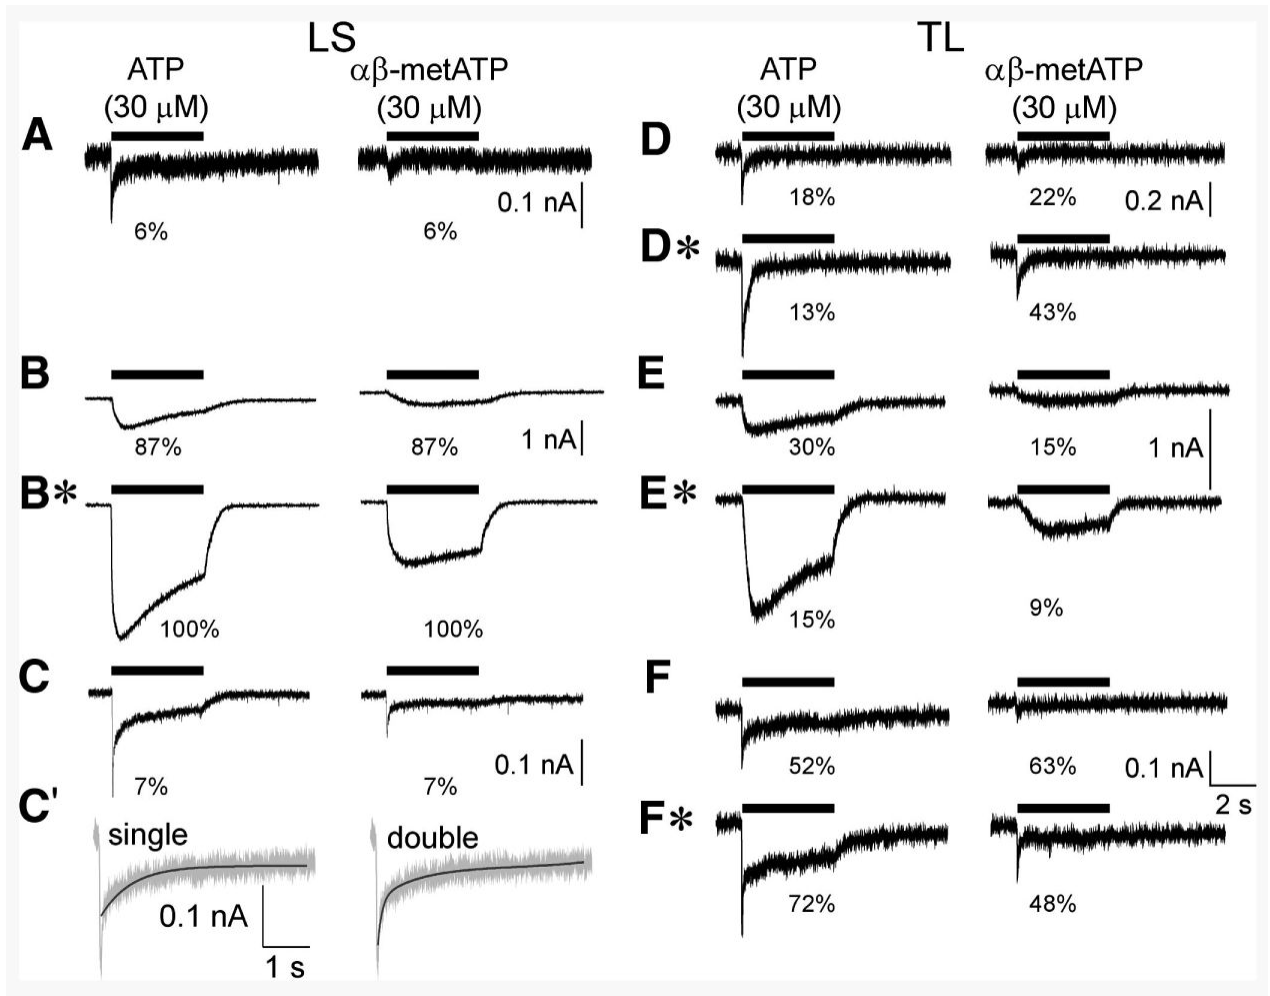 LS
TL
ATP
(30 μM)
αβ-metATP
(30 μM)
ATP
(30 μM)
αβ-metATP
(30 μM)
A
6%
6%
0.1 nA
D
18%
22%
0.2 nA
D*
13%
43%
B
87%
87%
1 nA
E
30%
15%
1 nA
B*
100%
100%
E*
15%
9%
C
7%
7%
0.1 nA
F
52%
63%
0.1 nA
2 s
C'
single
double
0.1 nA
1 s
F*
72%
48%